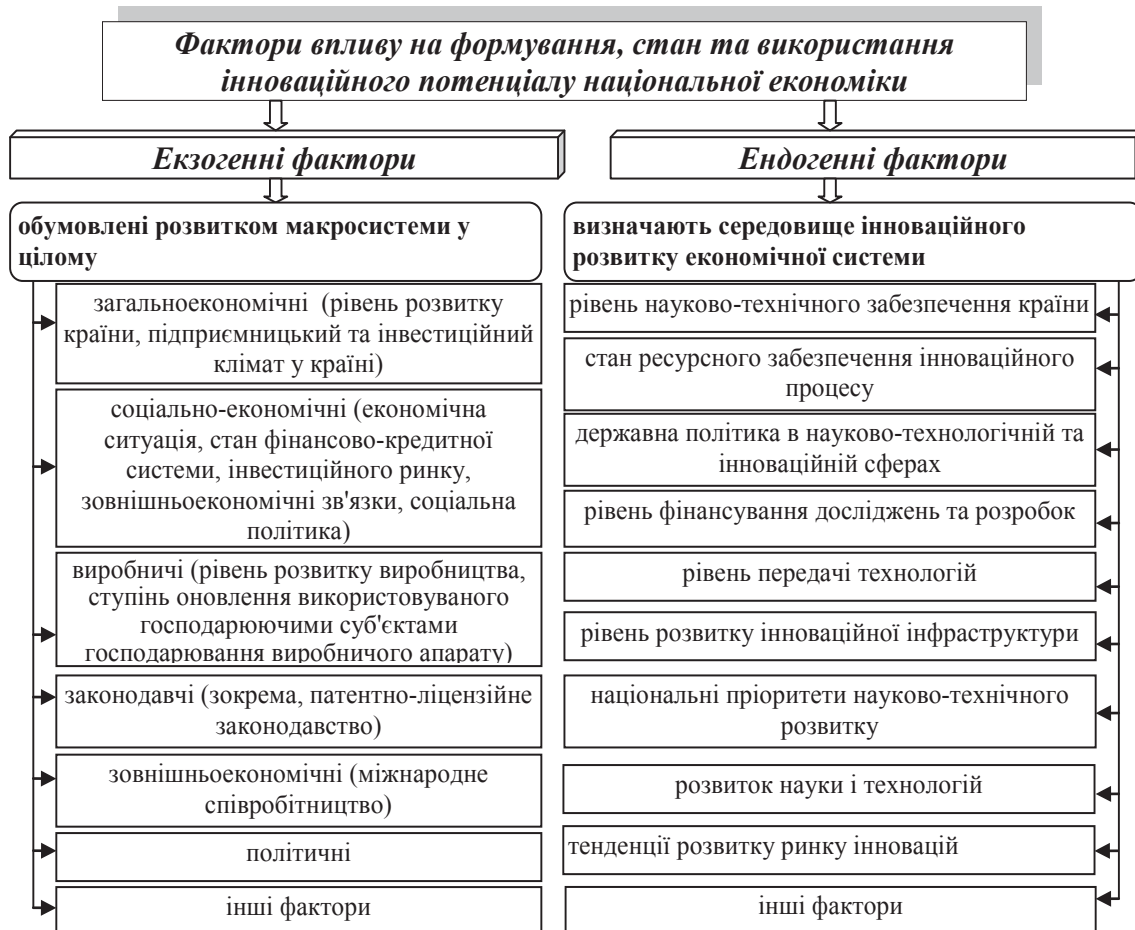 Фактори впливу на формування, стан та використання
інноваційного потенціалу національної економіки
Екзогенні фактори
обумовлені розвитком макросистеми у
цілому
загальноекономічні (рівень розвитку
країни, підприємницький та інвестиційний
клімат у країні)
соціально-економічні (економічна
ситуація, стан фінансово-кредитної
системи, інвестиційного ринку,
зовнішньоекономічні зв'язки, соціальна
політика)
виробничі (рівень розвитку виробництва,
ступінь оновлення використовуваного
господарюючими суб'єктами
господарювання виробничого апарату)
законодавчі (зокрема, патентно-ліцензійне
законодавство)
зовнішньоекономічні (міжнародне
співробітництво)
політичні
інші фактори
Ендогенні фактори
визначають середовище інноваційного
розвитку економічної системи
рівень науково-технічного забезпечення країни
стан ресурсного забезпечення інноваційного
процесу
державна політика в науково-технологічній та
інноваційній сферах
рівень фінансування досліджень та розробок
рівень передачі технологій
рівень розвитку інноваційної інфраструктури
національні пріоритети науково-технічного
розвитку
розвиток науки і технологій
тенденції розвитку ринку інновацій
інші фактори